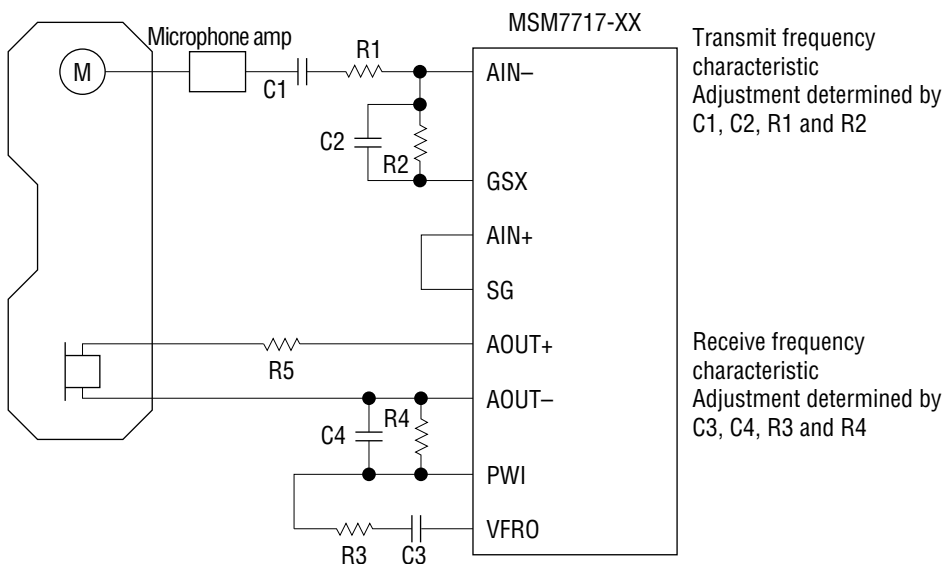 MSM7717-XX
Microphone amp
M
C1
R1
C2
R2
AIN–
GSX
AIN+
SG
AOUT+
AOUT–
PWI
VFRO
R5
C4
R4
R3
C3
Transmit frequency
characteristic
Adjustment determined by
C1, C2, R1 and R2
Receive frequency
characteristic
Adjustment determined by
C3, C4, R3 and R4